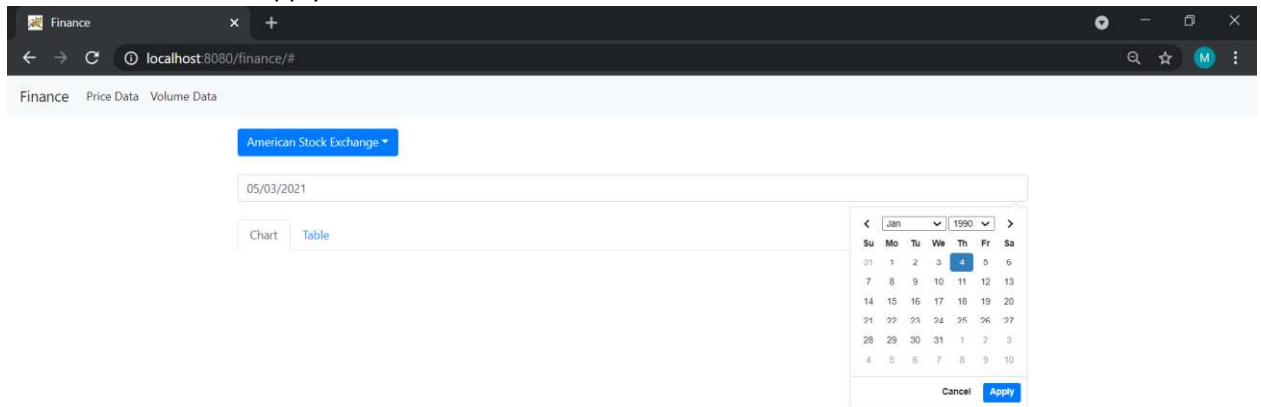 Finance
localhost:8080/finance/#
M
Finance Price Data Volume Data
American Stock Exchange
05/03/2021
Chart Table
Jan 1990
Su Mo Tu We Th Fr Sa
31 1 2 3 4 5 6
7 8 9 10 11 12 13
14 15 16 17 18 19 20
21 22 23 24 25 26 27
28 29 30 31 1 2 3
4 5 6 7 8 9 10
Cancel Apply